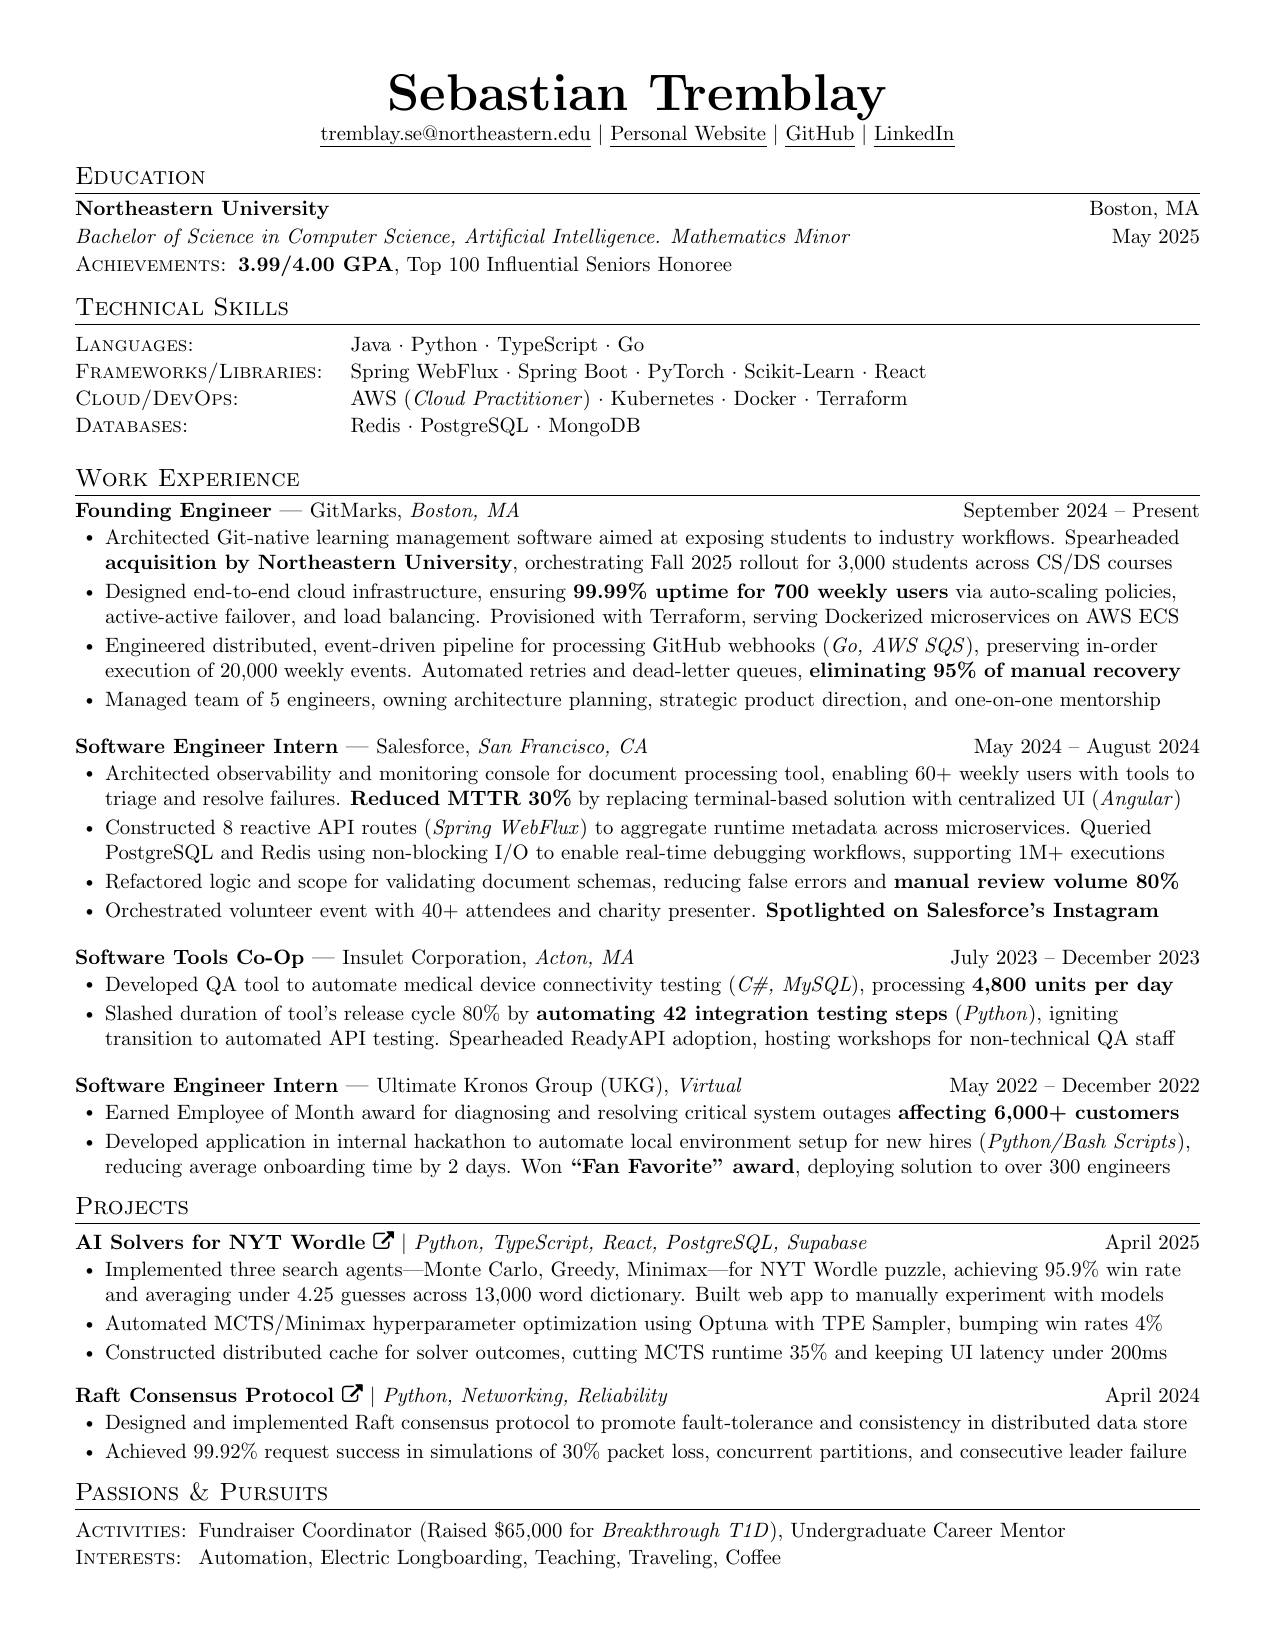 Sebastian Tremblay
tremblay.se@northeastern.edu | Personal Website | GitHub | LinkedIn
Education
Northeastern University Boston, MA
Bachelor of Science in Computer Science, Artificial Intelligence. Mathematics Minor May 2025
Achievements: 3.99/4.00 GPA, Top 100 Influential Seniors Honoree
Technical Skills
Languages: Java · Python · TypeScript · Go
Frameworks/Libraries: Spring WebFlux · Spring Boot · PyTorch · Scikit-Learn · React
Cloud/DevOps: AWS (Cloud Practitioner) · Kubernetes · Docker · Terraform
Databases: Redis · PostgreSQL · MongoDB
Work Experience
Founding Engineer — GitMarks, Boston, MA September 2024 – Present
• Architected Git-native learning management software aimed at exposing students to industry workflows. Spearheaded
acquisition by Northeastern University, orchestrating Fall 2025 rollout for 3,000 students across CS/DS courses
• Designed end-to-end cloud infrastructure, ensuring 99.99% uptime for 700 weekly users via auto-scaling policies,
active-active failover, and load balancing. Provisioned with Terraform, serving Dockerized microservices on AWS ECS
• Engineered distributed, event-driven pipeline for processing GitHub webhooks (Go, AWS SQS), preserving in-order
execution of 20,000 weekly events. Automated retries and dead-letter queues, eliminating 95% of manual recovery
• Managed team of 5 engineers, owning architecture planning, strategic product direction, and one-on-one mentorship
Software Engineer Intern — Salesforce, San Francisco, CA May 2024 – August 2024
• Architected observability and monitoring console for document processing tool, enabling 60+ weekly users with tools to
triage and resolve failures. Reduced MTTR 30% by replacing terminal-based solution with centralized UI (Angular)
• Constructed 8 reactive API routes (Spring WebFlux) to aggregate runtime metadata across microservices. Queried
PostgreSQL and Redis using non-blocking I/O to enable real-time debugging workflows, supporting 1M+ executions
• Refactored logic and scope for validating document schemas, reducing false errors and manual review volume 80%
• Orchestrated volunteer event with 40+ attendees and charity presenter. Spotlighted on Salesforce's Instagram
Software Tools Co-Op — Insulet Corporation, Acton, MA July 2023 – December 2023
• Developed QA tool to automate medical device connectivity testing (C#, MySQL), processing 4,800 units per day
• Slashed duration of tool's release cycle 80% by automating 42 integration testing steps (Python), igniting
transition to automated API testing. Spearheaded ReadyAPI adoption, hosting workshops for non-technical QA staff
Software Engineer Intern — Ultimate Kronos Group (UKG), Virtual May 2022 – December 2022
• Earned Employee of Month award for diagnosing and resolving critical system outages affecting 6,000+ customers
• Developed application in internal hackathon to automate local environment setup for new hires (Python/Bash Scripts),
reducing average onboarding time by 2 days. Won “Fan Favorite” award, deploying solution to over 300 engineers
Projects
AI Solvers for NYT Wordle | Python, TypeScript, React, PostgreSQL, Supabase April 2025
• Implemented three search agents—Monte Carlo, Greedy, Minimax—for NYT Wordle puzzle, achieving 95.9% win rate
and averaging under 4.25 guesses across 13,000 word dictionary. Built web app to manually experiment with models
• Automated MCTS/Minimax hyperparameter optimization using Optuna with TPE Sampler, bumping win rates 4%
• Constructed distributed cache for solver outcomes, cutting MCTS runtime 35% and keeping UI latency under 200ms
Raft Consensus Protocol | Python, Networking, Reliability April 2024
• Designed and implemented Raft consensus protocol to promote fault-tolerance and consistency in distributed data store
• Achieved 99.92% request success in simulations of 30% packet loss, concurrent partitions, and consecutive leader failure
Passions & Pursuits
Activities: Fundraiser Coordinator (Raised $65,000 for Breakthrough T1D), Undergraduate Career Mentor
Interests: Automation, Electric Longboarding, Teaching, Traveling, Coffee